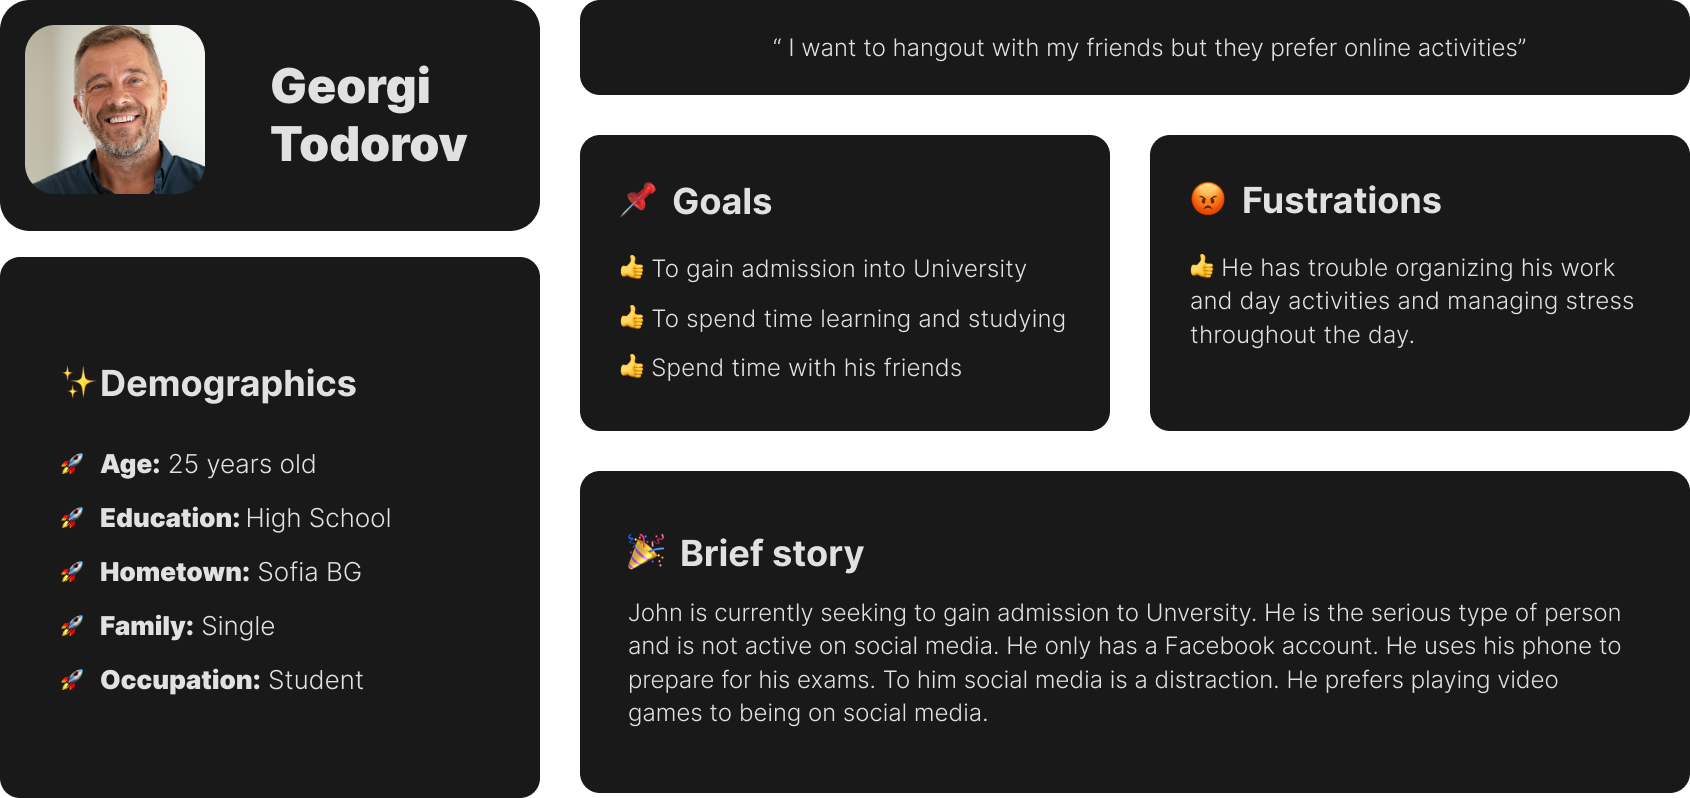 Georgi
Todorov
“ I want to hangout with my friends but they prefer online activities”
Goals
To gain admission into University
To spend time learning and studying
Spend time with his friends
Fustrations
He has trouble organizing his work
and day activities and managing stress
throughout the day.
Demographics
Age: 25 years old
Education: High School
Hometown: Sofia BG
Family: Single
Occupation: Student
Brief story
John is currently seeking to gain admission to Unversity. He is the serious type of person
and is not active on social media. He only has a Facebook account. He uses his phone to
prepare for his exams. To him social media is a distraction. He prefers playing video
games to being on social media.